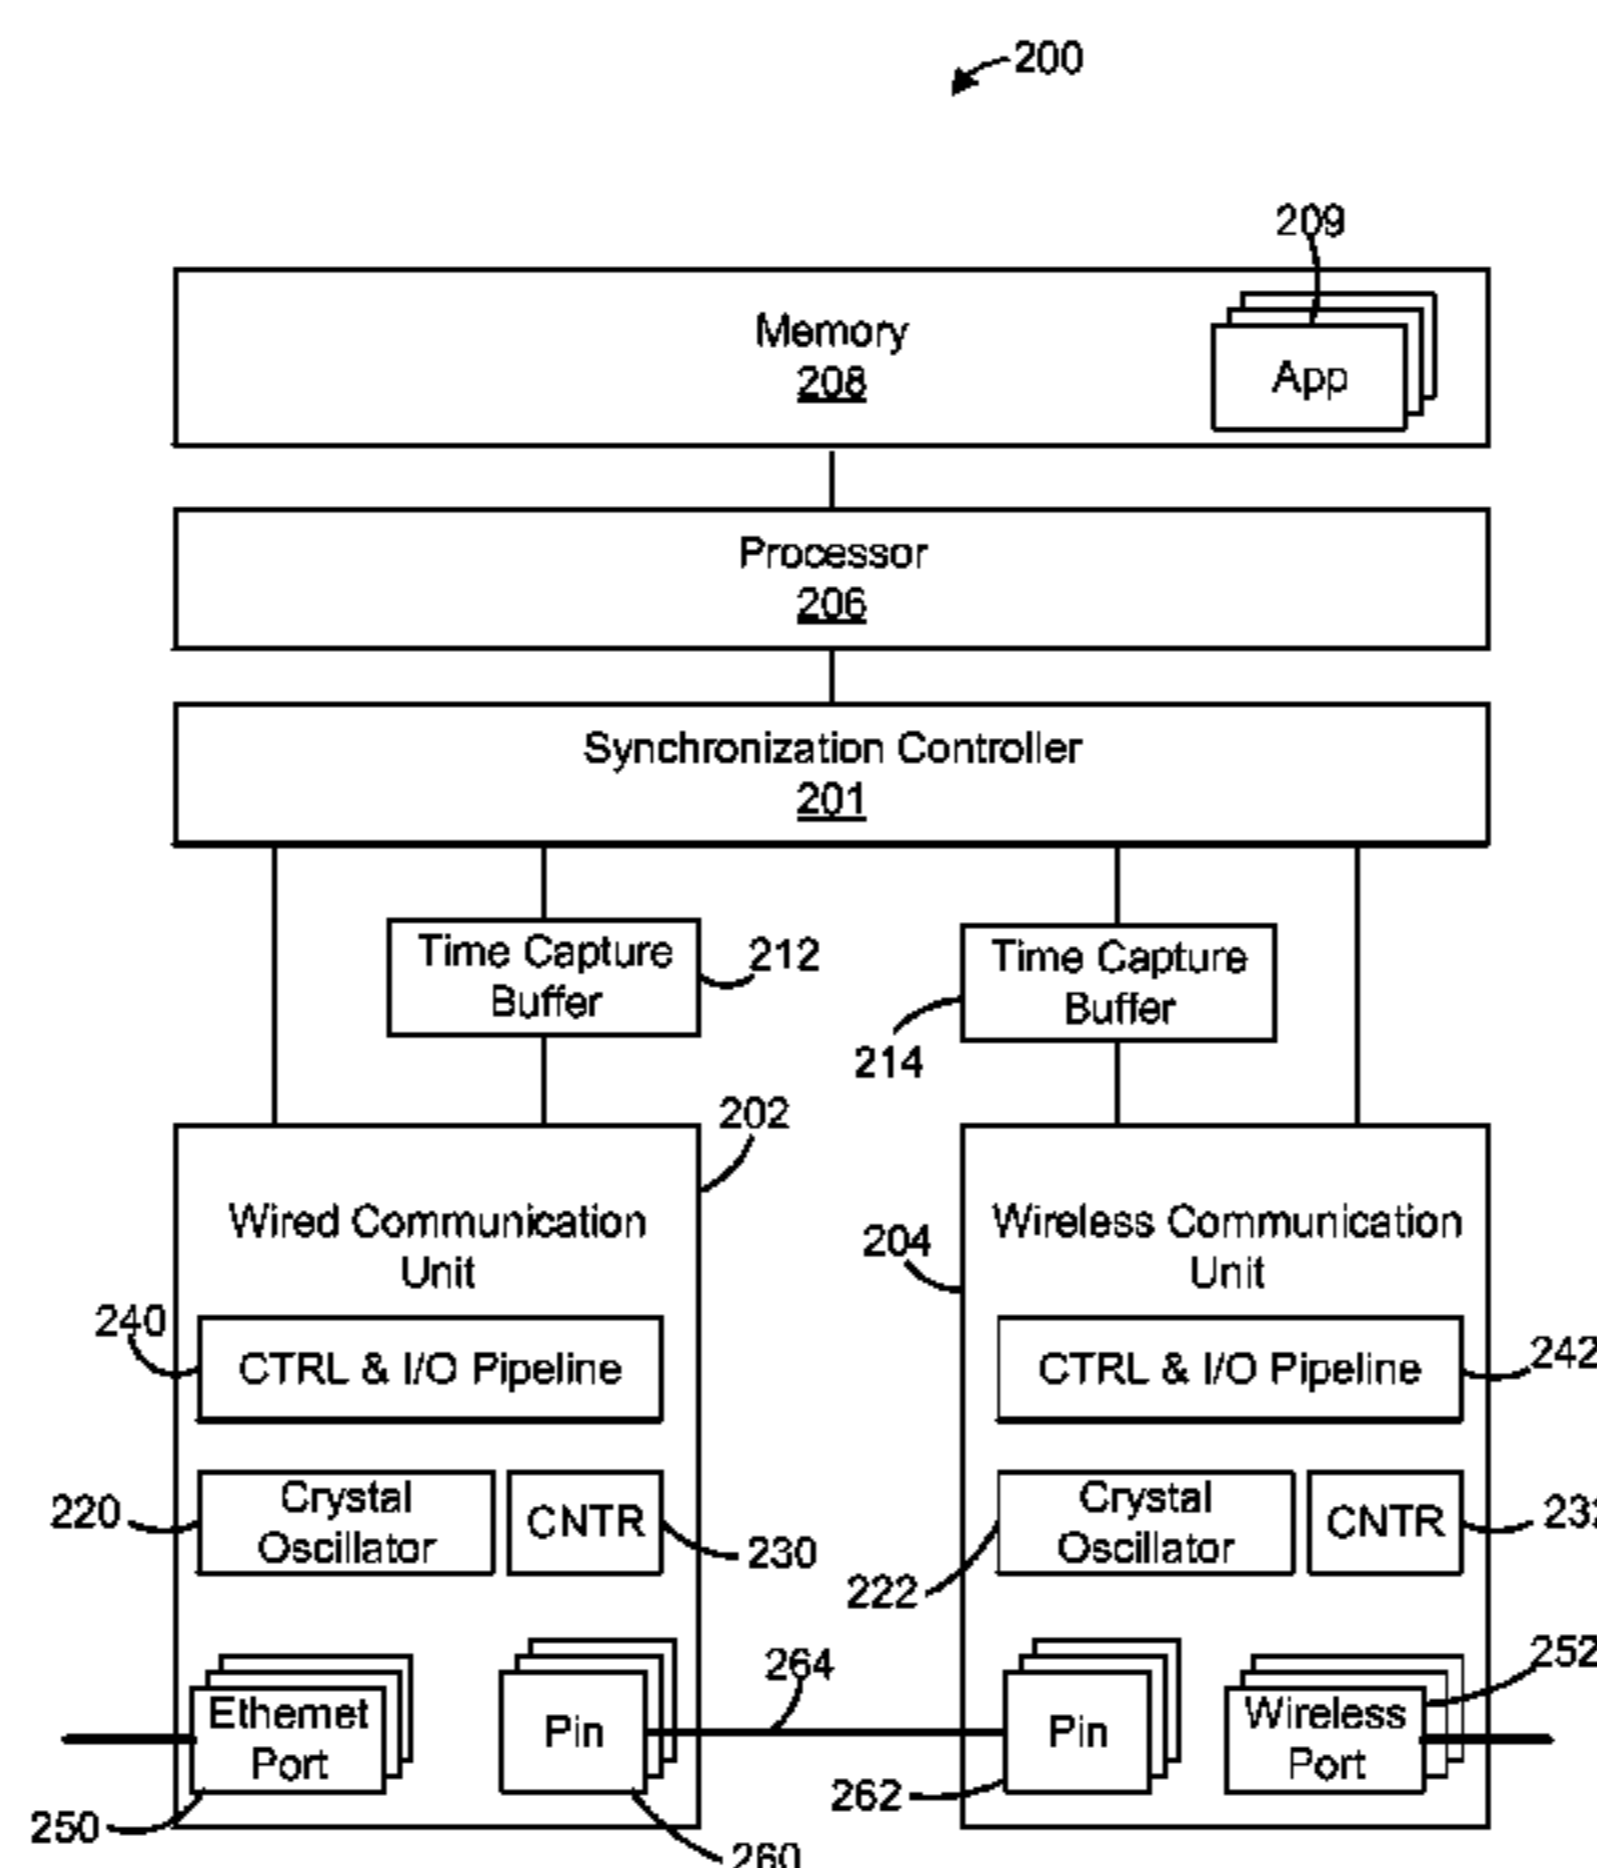 200
209
Memory
208
App
Processor
206
Synchronization Controller
201
Time Capture
Buffer
212
Time Capture
Buffer
214
202
Wired Communication
Unit
204
Wireless Communication
Unit
240
CTRL & I/O Pipeline
CTRL & I/O Pipeline
242
220
Crystal
Oscillator
CNTR
230
222
Crystal
Oscillator
CNTR
232
Ethernet
Port
250
Pin
260
264
Pin
262
Wireless
Port
252